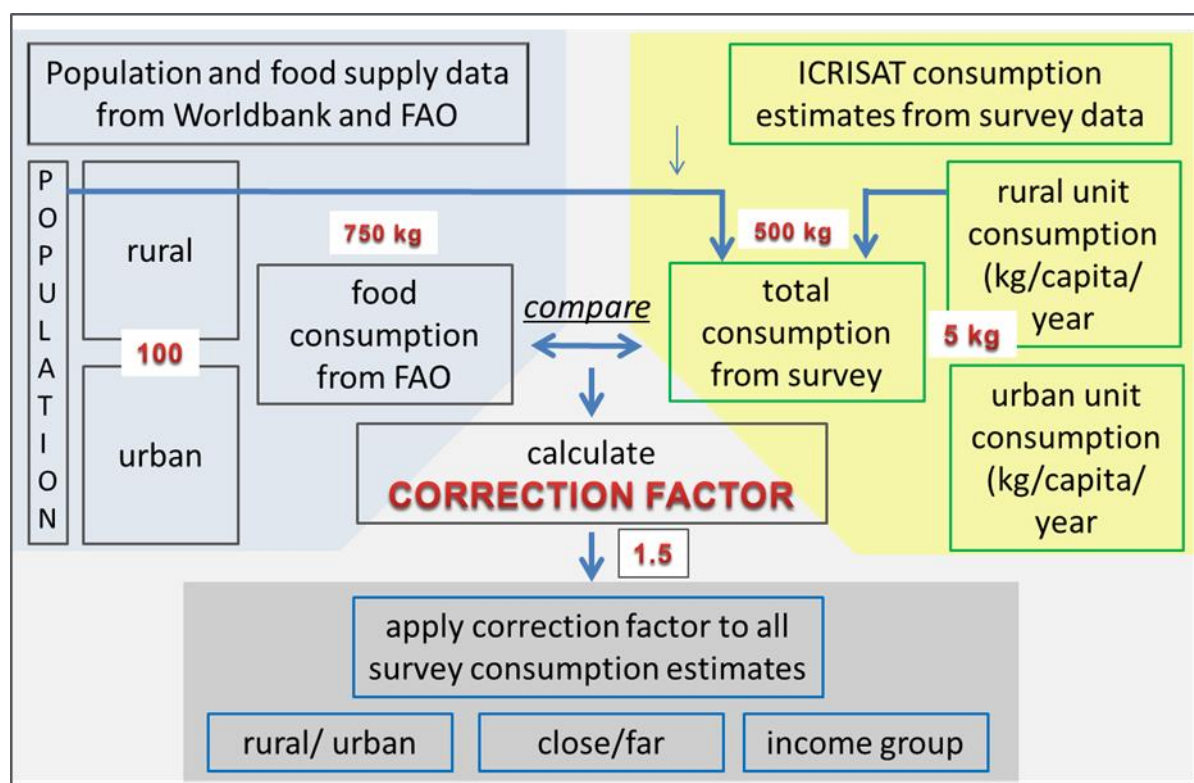 Population and food supply data
from Worldbank and FAO
ICRISAT consumption
estimates from survey data
POPULATION
rural
100
urban
750 kg
food
consumption
from FAO
compare
500 kg
total
consumption
from survey
5 kg
rural unit
consumption
(kg/capita/
year
urban unit
consumption
(kg/capita/
year
calculate
CORRECTION FACTOR
1.5
apply correction factor to all
survey consumption estimates
rural/ urban
close/far
income group